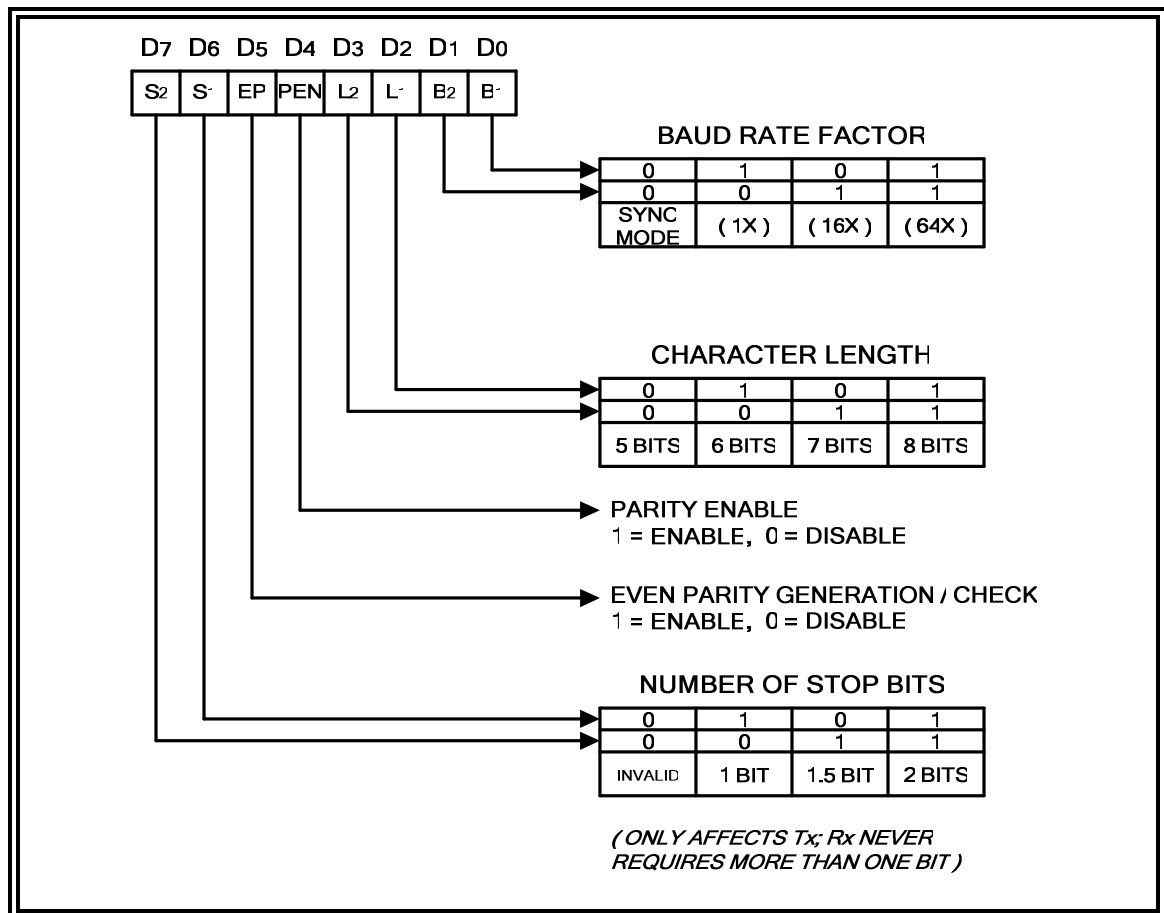 D7 D6 D5 D4 D3 D2 D1 D0
S2 S1 EP PEN L2 L1 B2 B1
BAUD RATE FACTOR
0 1 0 1
0 0 1 1
SYNC MODE ( 1X ) ( 16X ) ( 64X )
CHARACTER LENGTH
0 1 0 1
0 0 1 1
5 BITS 6 BITS 7 BITS 8 BITS
PARITY ENABLE
1 = ENABLE, 0 = DISABLE
EVEN PARITY GENERATION / CHECK
1 = ENABLE, 0 = DISABLE
NUMBER OF STOP BITS
0 1 0 1
0 0 1 1
INVALID 1 BIT 1.5 BIT 2 BITS
( ONLY AFFECTS Tx; Rx NEVER
REQUIRES MORE THAN ONE BIT )